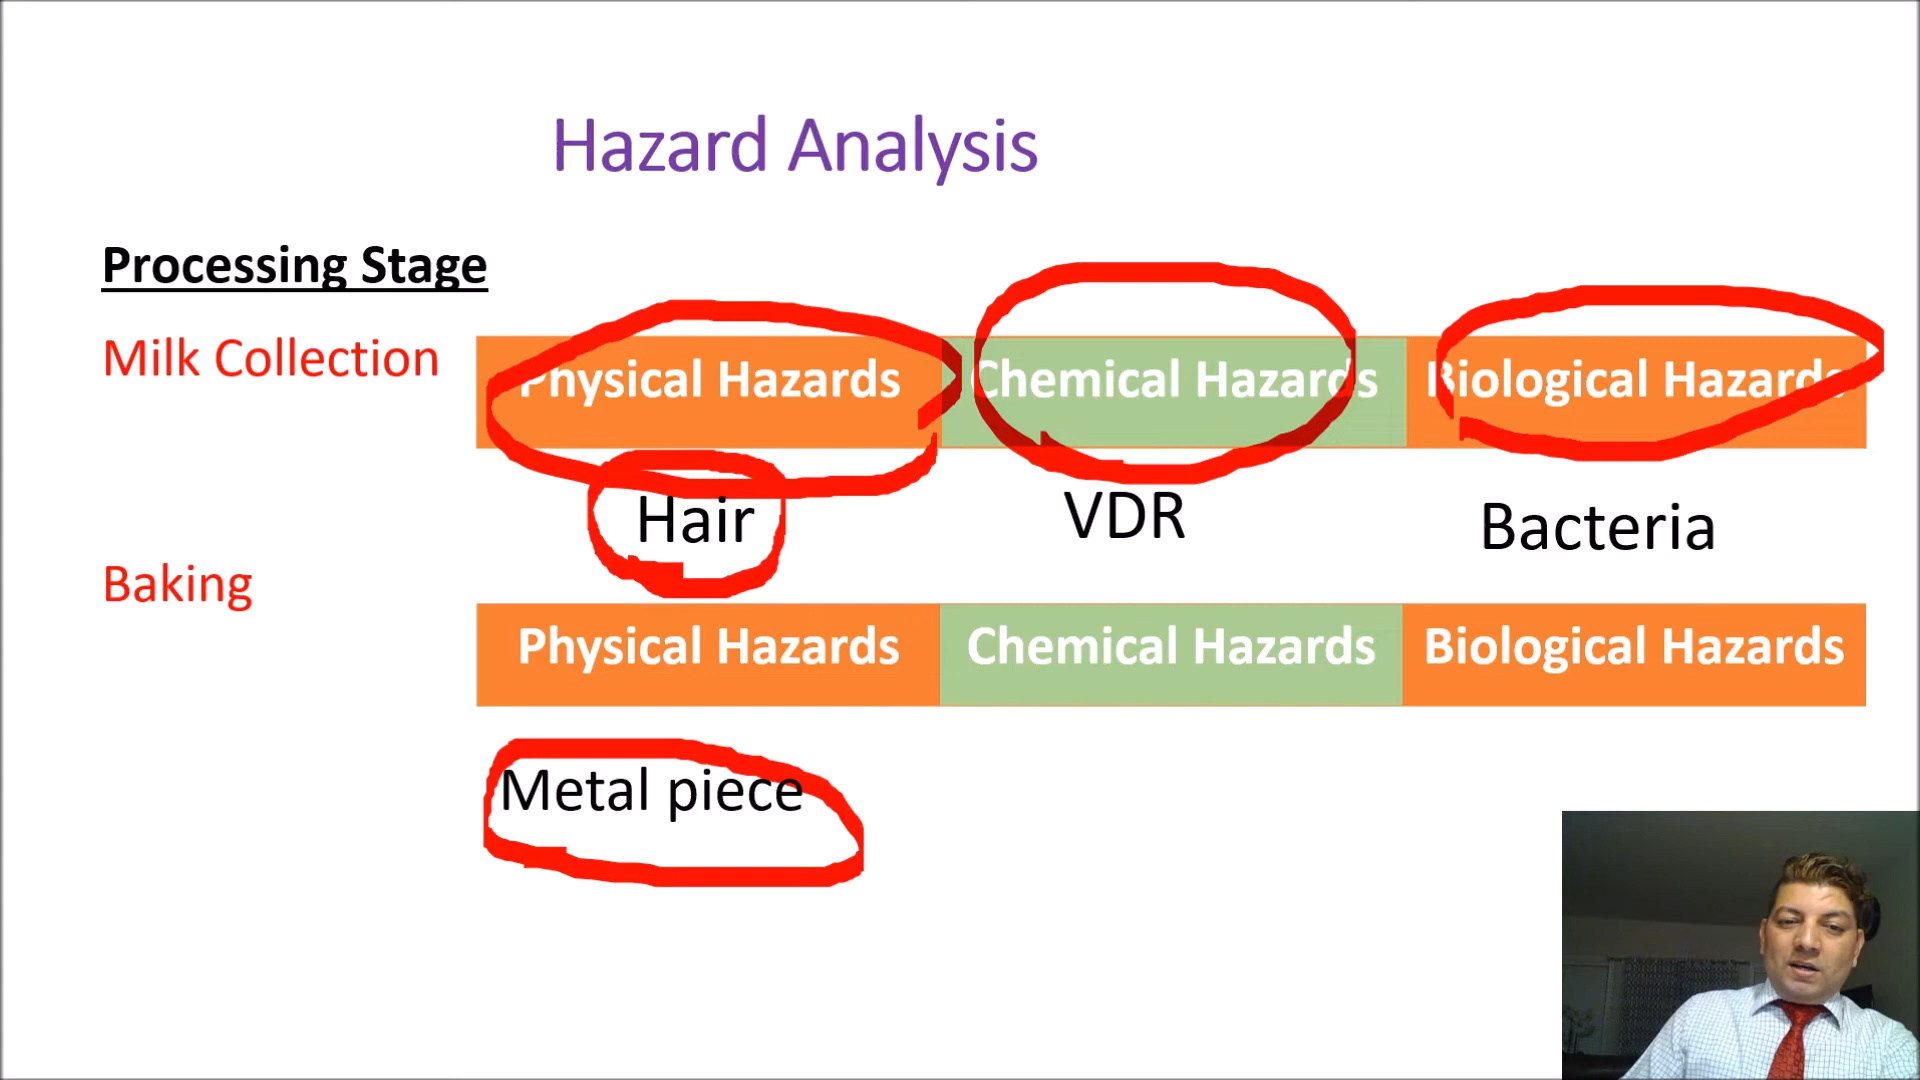 Hazard Analysis
Processing Stage
Milk Collection
Physical Hazards Chemical Hazards Biological Hazards
Hair VDR Bacteria
Baking
Physical Hazards Chemical Hazards Biological Hazards
Metal piece